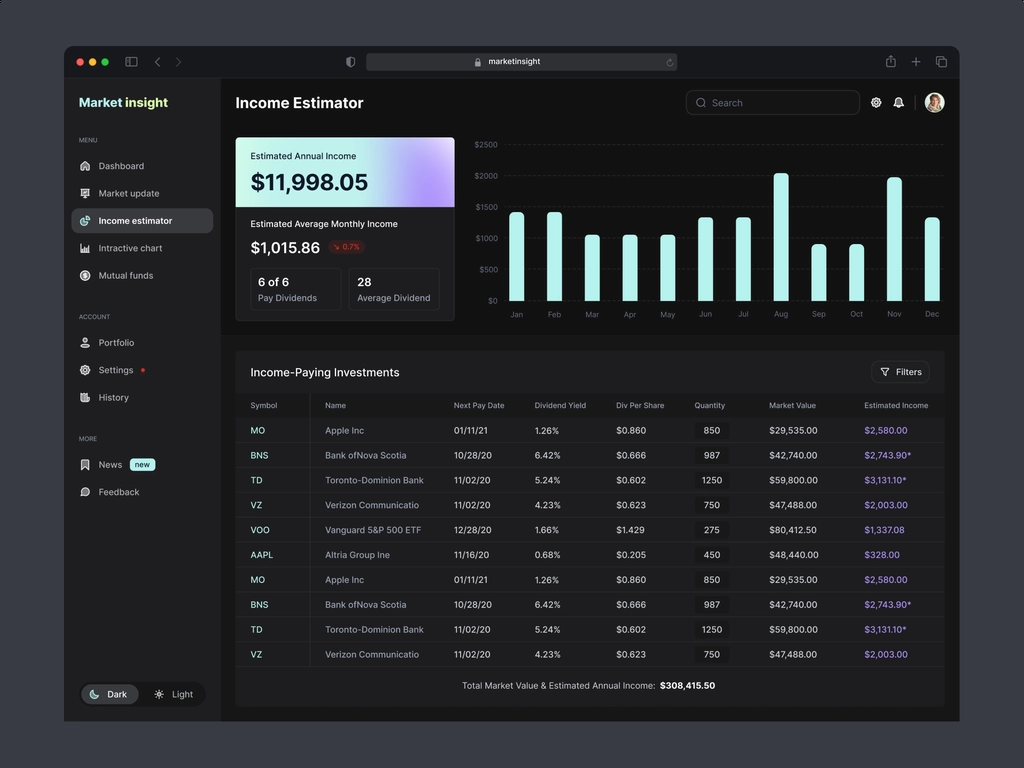 marketinsight
Market insight
MENU
Dashboard
Market update
Income estimator
Intractive chart
Mutual funds
ACCOUNT
Portfolio
Settings
History
MORE
News new
Feedback
Dark Light
Income Estimator
Search
Estimated Annual Income
$11,998.05
Estimated Average Monthly Income
$1,015.86 0.7%
6 of 6 28
Pay Dividends Average Dividend
$2500
$2000
$1500
$1000
$500
$0
Jan Feb Mar Apr May Jun Jul Aug Sep Oct Nov Dec
Income-Paying Investments Filters
Symbol Name Next Pay Date Dividend Yield Div Per Share Quantity Market Value Estimated Income
MO Apple Inc 01/11/21 1.26% $0.860 850 $29,535.00 $2,580.00
BNS Bank ofNova Scotia 10/28/20 6.42% $0.666 987 $42,740.00 $2,743.90*
TD Toronto-Dominion Bank 11/02/20 5.24% $0.602 1250 $59,800.00 $3,131.10*
VZ Verizon Communicatio 11/02/20 4.23% $0.623 750 $47,488.00 $2,003.00
VOO Vanguard 5&P 500 ETF 12/28/20 1.66% $1.429 275 $80,412.50 $1,337.08
AAPL Altria Group Ine 11/16/20 0.68% $0.205 450 $48,440.00 $328.00
MO Apple Inc 01/11/21 1.26% $0.860 850 $29,535.00 $2,580.00
BNS Bank ofNova Scotia 10/28/20 6.42% $0.666 987 $42,740.00 $2,743.90*
TD Toronto-Dominion Bank 11/02/20 5.24% $0.602 1250 $59,800.00 $3,131.10*
VZ Verizon Communicatio 11/02/20 4.23% $0.623 750 $47,488.00 $2,003.00
Total Market Value & Estimated Annual Income: $308,415.50